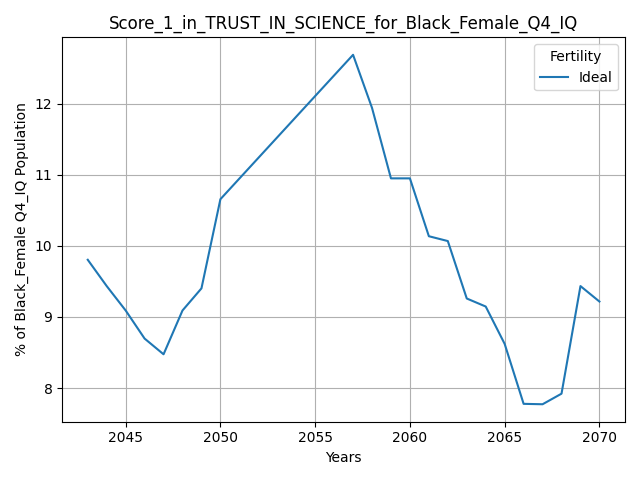 Score_1_in_TRUST_IN_SCIENCE_for_Black_Female_Q4_IQ
Fertility
Ideal
% of Black_Female Q4_IQ Population
12
11
10
9
8
2045 2050 2055 2060 2065 2070
Years